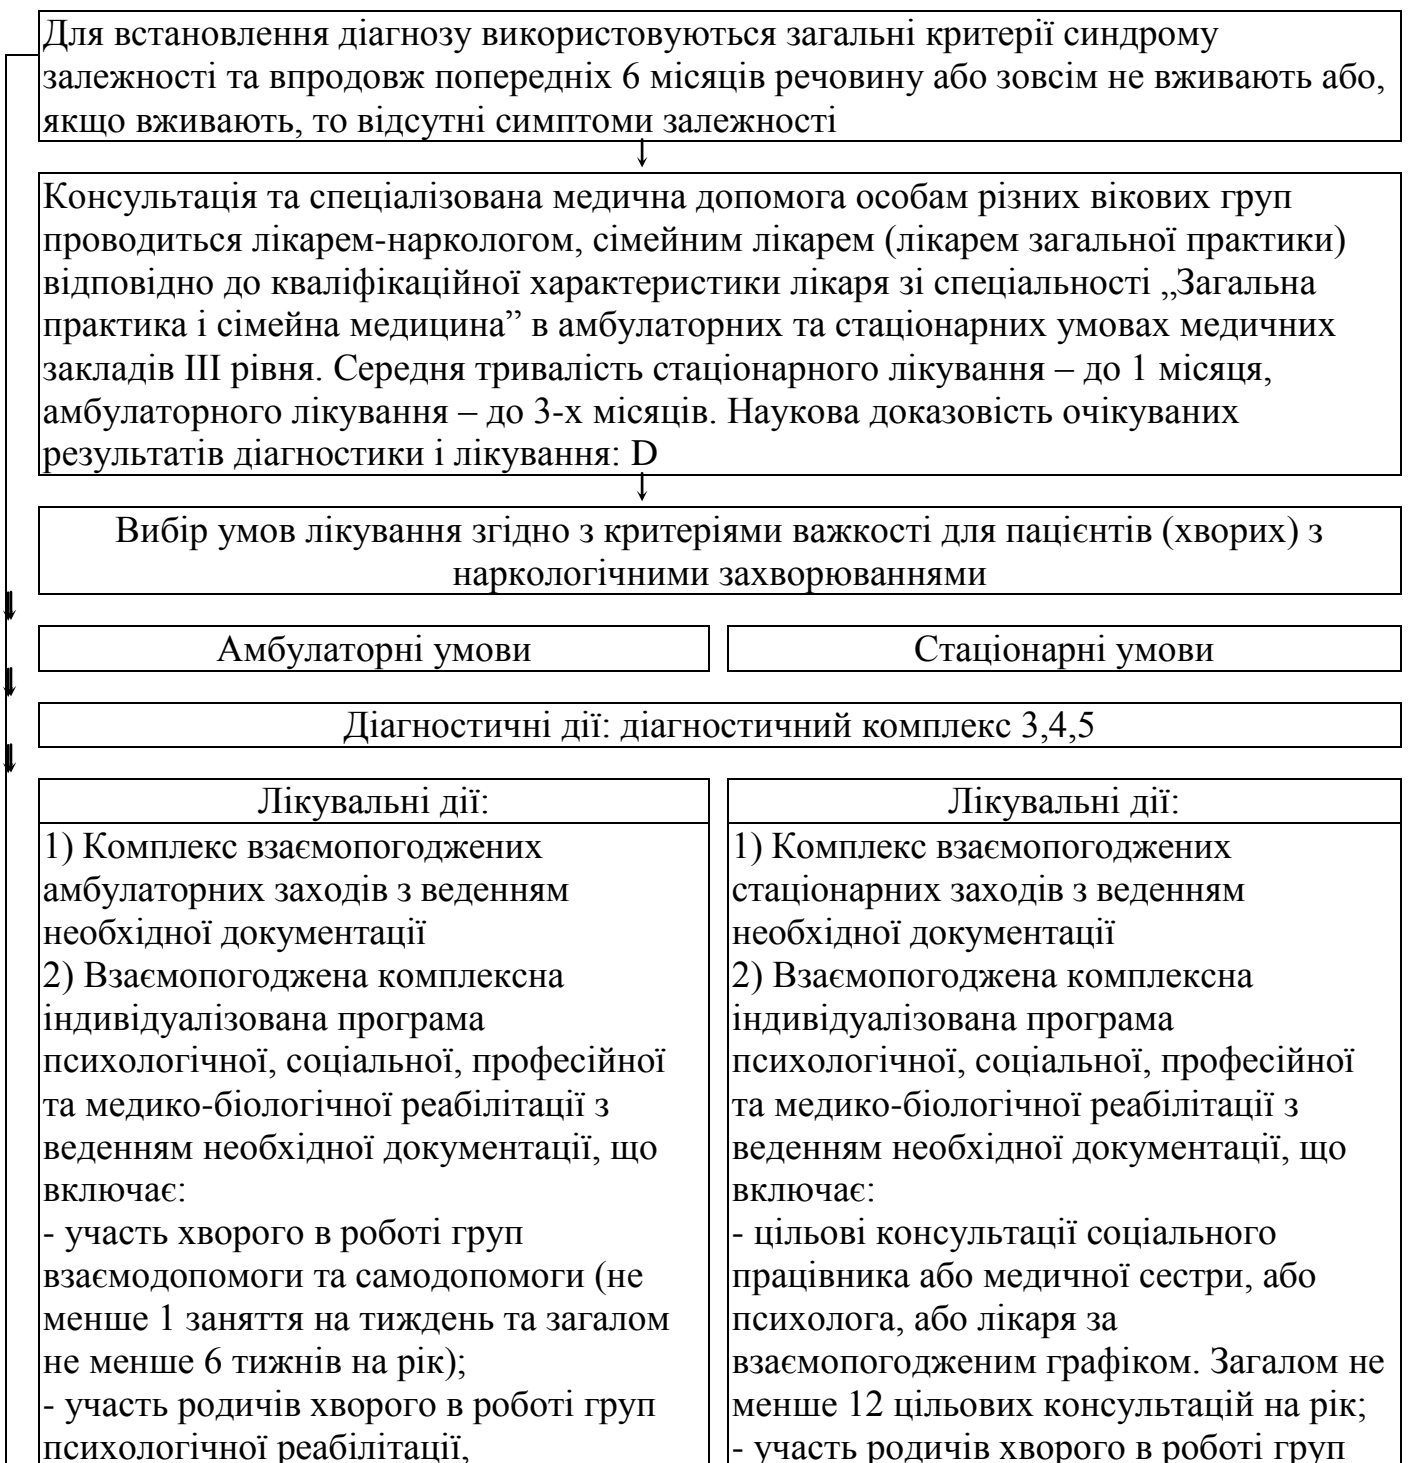 Для встановлення діагнозу використовуються загальні критерії синдрому
залежності та впродовж попередніх 6 місяців речовину або зовсім не вживають або,
якщо вживають, то відсутні симптоми залежності
Консультація та спеціалізована медична допомога особам різних вікових груп
проводиться лікарем-наркологом, сімейним лікарем (лікарем загальної практики)
відповідно до кваліфікаційної характеристики лікаря зі спеціальності „Загальна
практика і сімейна медицина” в амбулаторних та стаціонарних умовах медичних
закладів III рівня. Середня тривалість стаціонарного лікування – до 1 місяця,
амбулаторного лікування – до 3-х місяців. Наукова доказовість очікуваних
результатів діагностики і лікування: D
Вибір умов лікування згідно з критеріями важкості для пацієнтів (хворих) з
наркологічними захворюваннями
Амбулаторні умови
Стаціонарні умови
Діагностичні дії: діагностичний комплекс 3,4,5
Лікувальні дії:
1) Комплекс взаємопогоджених
амбулаторних заходів з веденням
необхідної документації
2) Взаємопогоджена комплексна
індивідуалізована програма
психологічної, соціальної, професійної
та медико-біологічної реабілітації з
веденням необхідної документації, що
включає:
- участь хворого в роботі груп
взаємодопомоги та самодопомоги (не
менше 1 заняття на тиждень та загалом
не менше 6 тижнів на рік);
- участь родичів хворого в роботі груп
психологічної реабілітації,
Лікувальні дії:
1) Комплекс взаємопогоджених
стаціонарних заходів з веденням
необхідної документації
2) Взаємопогоджена комплексна
індивідуалізована програма
психологічної, соціальної, професійної
та медико-біологічної реабілітації з
веденням необхідної документації, що
включає:
- цільові консультації соціального
працівника або медичної сестри, або
психолога, або лікаря за
взаємопогодженим графіком. Загалом не
менше 12 цільових консультацій на рік;
- участь родичів хворого в роботі груп